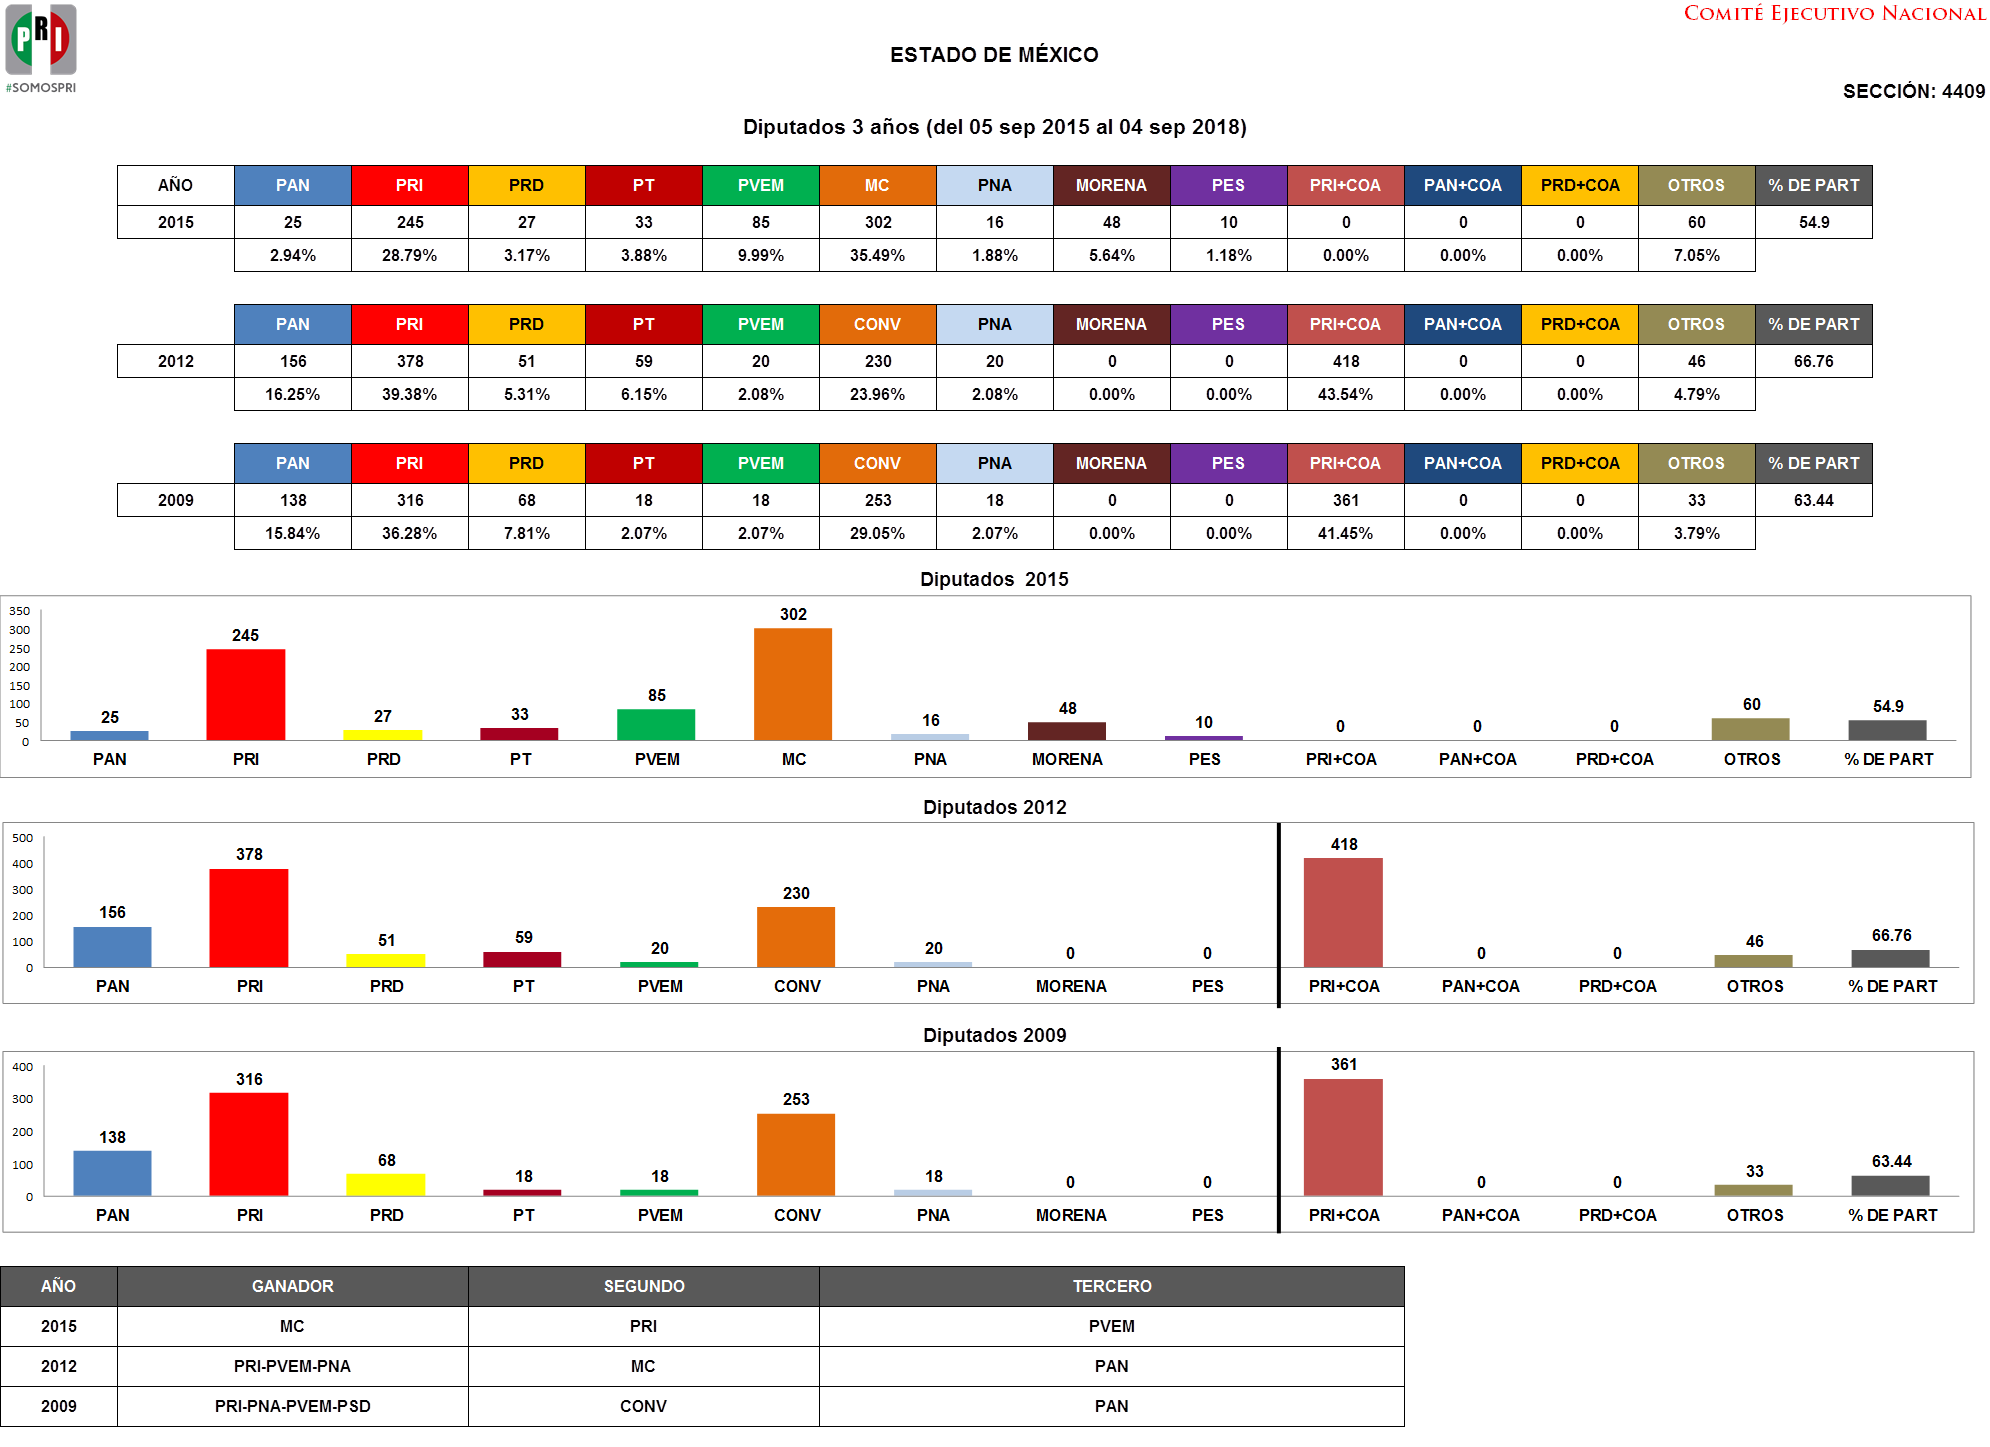 PRI
#SOMOSPRI
COMITÉ EJECUTIVO NACIONAL
ESTADO DE MÉXICO
SECCIÓN: 4409
Diputados 3 años (del 05 sep 2015 al 04 sep 2018)
AÑO PAN PRI PRD PT PVEM MC PNA MORENA PES PRI+COA PAN+COA PRD+COA OTROS % DE PART
2015 25 245 27 33 85 302 16 48 10 0 0 0 60 54.9
2.94% 28.79% 3.17% 3.88% 9.99% 35.49% 1.88% 5.64% 1.18% 0.00% 0.00% 0.00% 7.05%
PAN PRI PRD PT PVEM CONV PNA MORENA PES PRI+COA PAN+COA PRD+COA OTROS % DE PART
2012 156 378 51 59 20 230 20 0 0 418 0 0 46 66.76
16.25% 39.38% 5.31% 6.15% 2.08% 23.96% 2.08% 0.00% 0.00% 43.54% 0.00% 0.00% 4.79%
PAN PRI PRD PT PVEM CONV PNA MORENA PES PRI+COA PAN+COA PRD+COA OTROS % DE PART
2009 138 316 68 18 18 253 18 0 0 361 0 0 33 63.44
15.84% 36.28% 7.81% 2.07% 2.07% 29.05% 2.07% 0.00% 0.00% 41.45% 0.00% 0.00% 3.79%
Diputados 2015
350
300
250
200
150
100
50
0
25 245 27 33 85 302 16 48 10 0 0 0 60 54.9
PAN PRI PRD PT PVEM MC PNA MORENA PES PRI+COA PAN+COA PRD+COA OTROS % DE PART
Diputados 2012
500
400
300
200
100
0
156 378 51 59 20 230 20 0 0 418 0 0 46 66.76
PAN PRI PRD PT PVEM CONV PNA MORENA PES PRI+COA PAN+COA PRD+COA OTROS % DE PART
Diputados 2009
400
300
200
100
0
138 316 68 18 18 253 18 0 0 361 0 0 33 63.44
PAN PRI PRD PT PVEM CONV PNA MORENA PES PRI+COA PAN+COA PRD+COA OTROS % DE PART
AÑO GANADOR SEGUNDO TERCERO
2015 MC PRI PVEM
2012 PRI-PVEM-PNA MC PAN
2009 PRI-PNA-PVEM-PSD CONV PAN